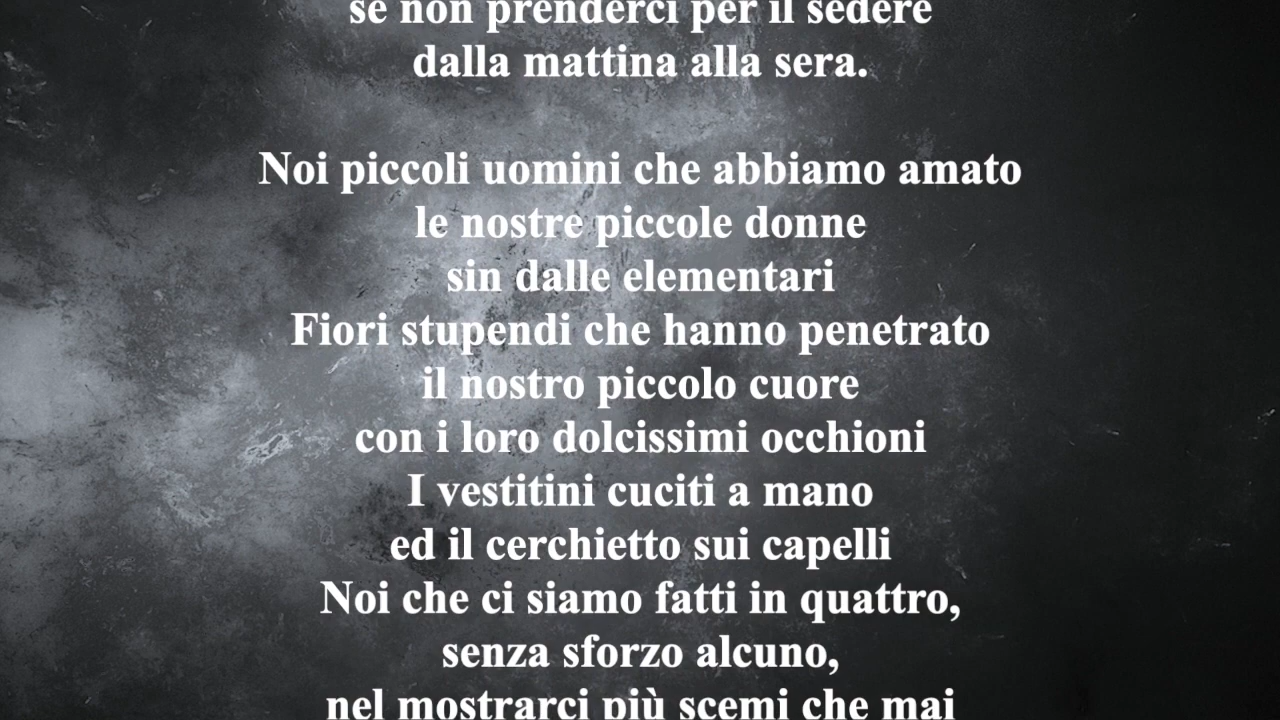 se non prenderci per il sedere
dalla mattina alla sera.
Noi piccoli uomini che abbiamo amato
le nostre piccole donne
sin dalle elementari
Fiori stupendi che hanno penetrato
il nostro piccolo cuore
con i loro dolcissimi occhioni
I vestitini cuciti a mano
ed il cerchietto sui capelli
Noi che ci siamo fatti in quattro,
senza sforzo alcuno,
nel mostrarci più scemi che mai